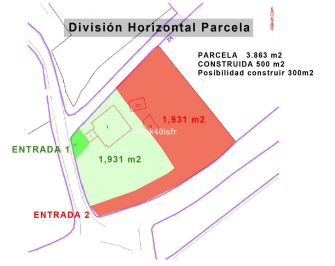 División Horizontal Parcela
PARCELA 3.863 m2
CONSTRUIDA 500 m2
Posibilidad construir 300m2
1,931 m2
ENTRADA 1
1,931 m2
ENTRADA 2